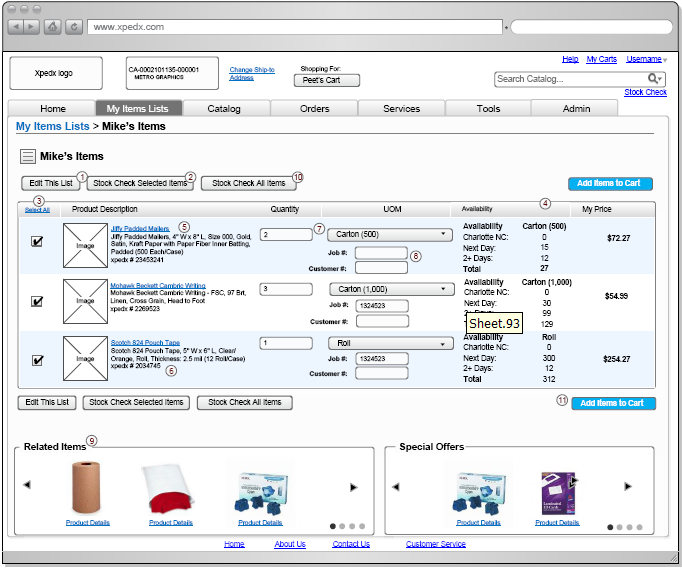 www.xpedx.com
Help My Carts Username
Xpedx logo
CA-0002101135-000001
METRO GRAPHICS
Change Ship-to
Address
Shopping For:
Peet's Cart
Search Catalog...
Stock Check
Home My Items Lists Catalog Orders Services Tools Admin
My Items Lists > Mike's Items
Mike's Items
Edit This List 1 Stock Check Selected Items 2 Stock Check All Items 10 Add Items to Cart
3 4
Select All Product Description Quantity UOM Availability My Price
Image
Jiffy Padded Mailers 5
Jiffy Padded Mailers, 4" W x 8" L, Size 000, Gold,
Satin, Kraft Paper with Paper Fiber Inner Batting,
Padded (500 Each/Case)
xpedx # 23453241
2 7 Carton (500)
Job #: 8
Customer #:
Availability Carton (500)
Charlotte NC: 0
Next Day: 15
2+ Days: 12
Total 27
$72.27
Image
Mohawk Beckett Cambric Writing
Mohawk Beckett Cambric Writing - FSC, 97 Brt,
Linen, Cross Grain, Head to Foot
xpedx # 2269523
3 Carton (1,000)
Job #: 1324523
Customer #:
Availability Carton (1,000)
Charlotte NC: 0
Next Day: 30
99
129
$54.99
Sheet.93
Image
Scotch 824 Pouch Tape
Scotch 824 Pouch Tape, 5" W x 6" L, Clear/
Orange, Roll, Thickness: 2.5 mil (12 Roll/Case)
xpedx # 2034745
6
1 Roll
Job #: 1324523
Customer #:
Availability Roll
Charlotte NC: 0
Next Day: 300
2+ Days: 12
Total 312
$254.27
Edit This List Stock Check Selected Items Stock Check All Items 11 Add Items to Cart
Related Items 9
Product Details Product Details Product Details
Special Offers
Product Details Product Details
Home About Us Contact Us Customer Service